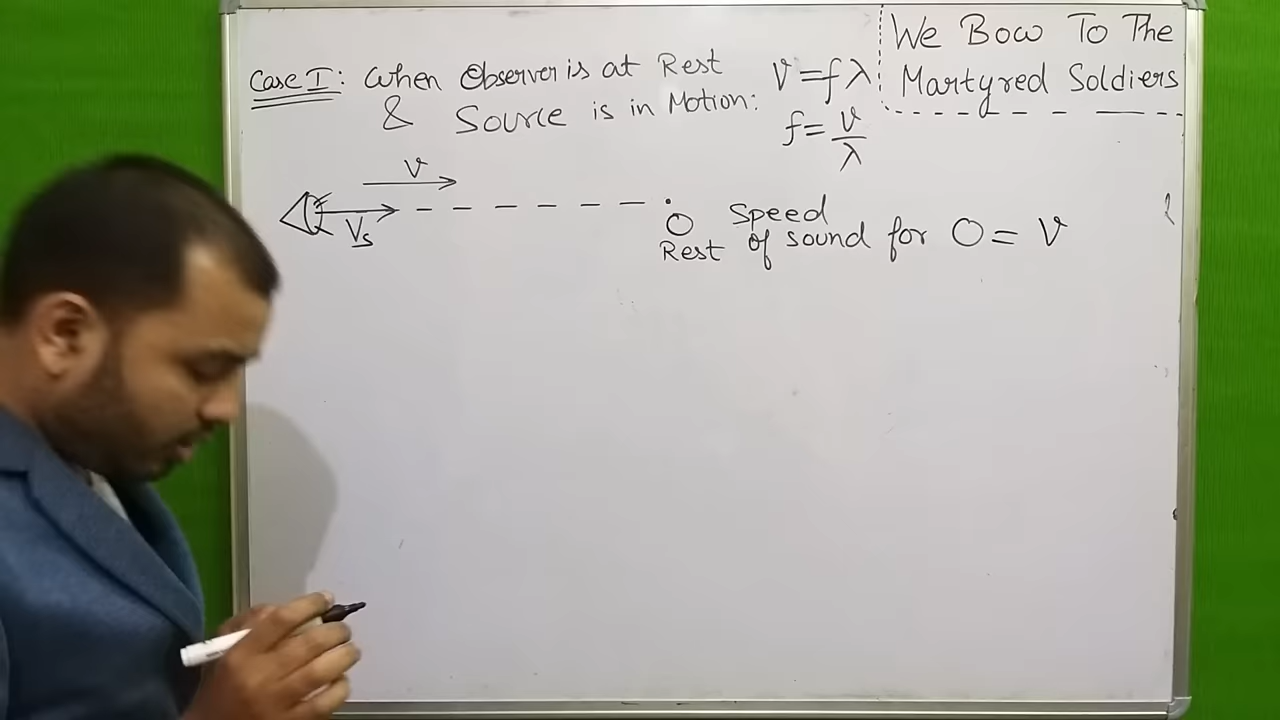 Case I: When Observer is at Rest
& Source is in Motion:
v = fλ
f = v/λ
We Bow To The
Martyred Soldiers
v
Vs
O
Rest
Speed
of sound for O = v